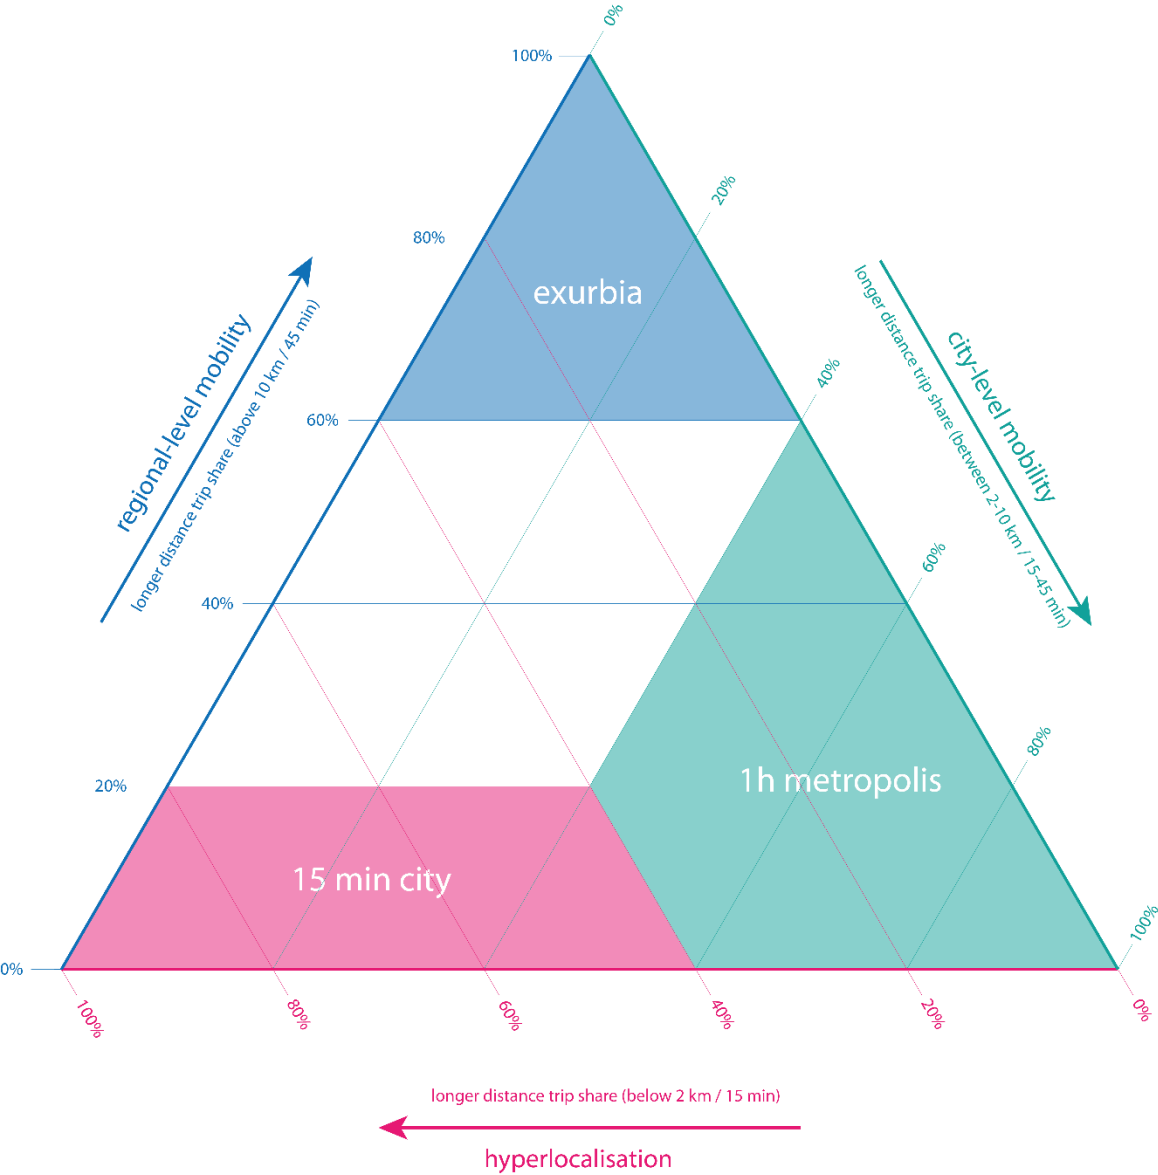 0%
100%
20%
80%
exurbia
40%
60%
regional-level mobility
longer distance trip share (above 10 km / 45 min)
city-level mobility
longer distance trip share (between 2-10 km / 15-45 min)
60%
40%
80%
20%
1h metropolis
15 min city
100%
0%
100%
80%
60%
40%
20%
0%
longer distance trip share (below 2 km / 15 min)
hyperlocalisation